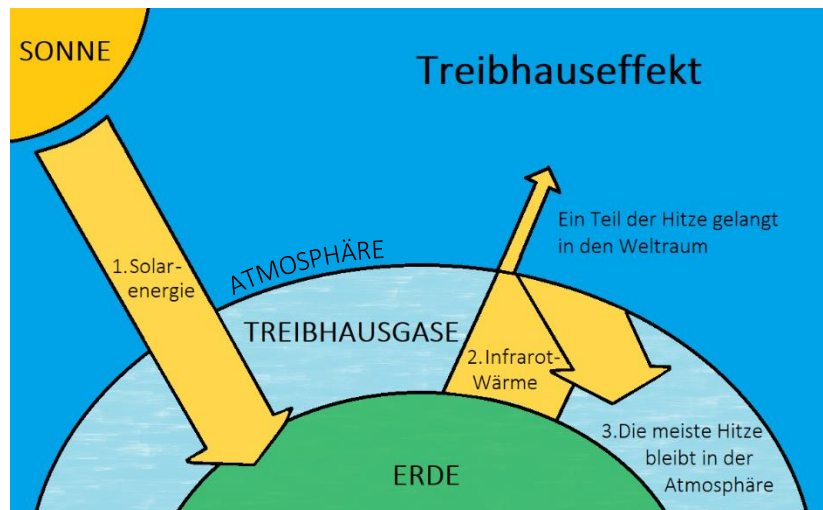 SONNE
Treibhauseffekt
Ein Teil der Hitze gelangt
in den Weltraum
1.Solar-
energie
ATMOSPHÄRE
TREIBHAUSGASE
2.Infrarot-
Wärme
3.Die meiste Hitze
bleibt in der
Atmosphäre
ERDE